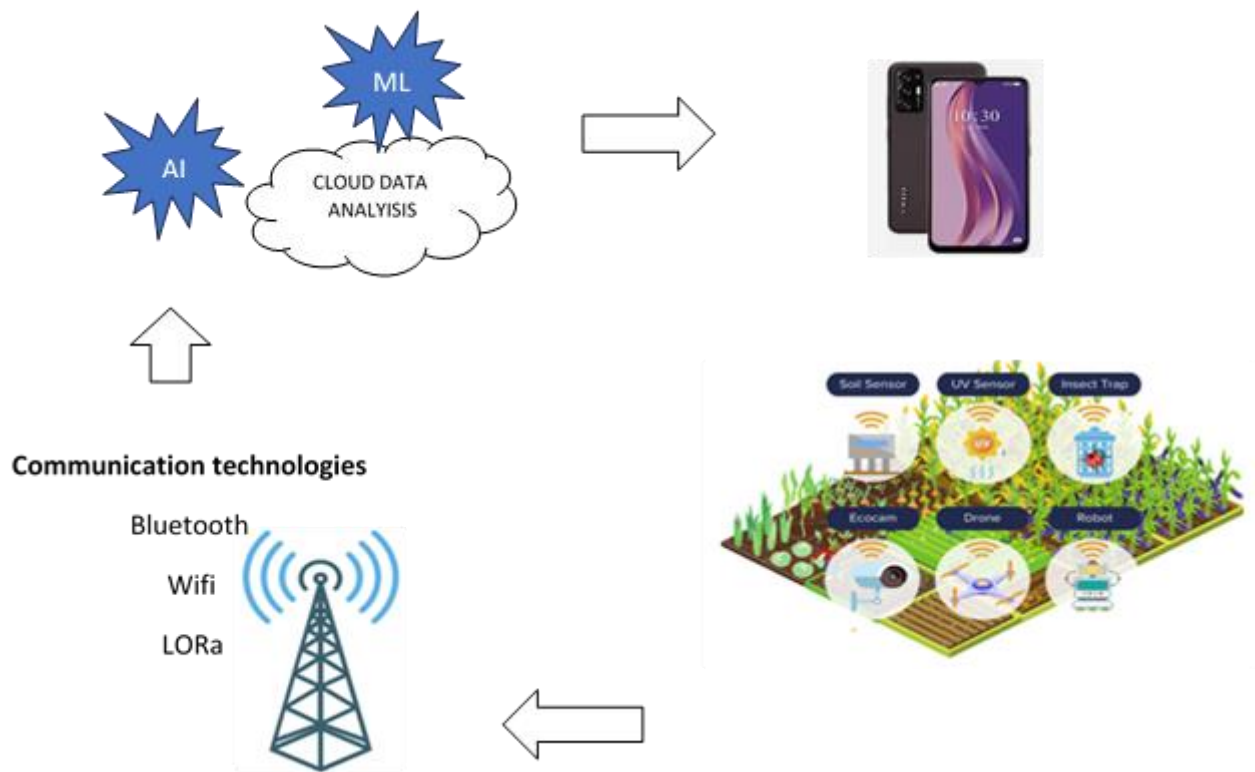 ML
AI
CLOUD DATA
ANALYISIS
10:30
Soil Sensor UV Sensor Insect Trap
UV
Communication technologies
Bluetooth
Ecocam Drone Robot
Wifi
LORa